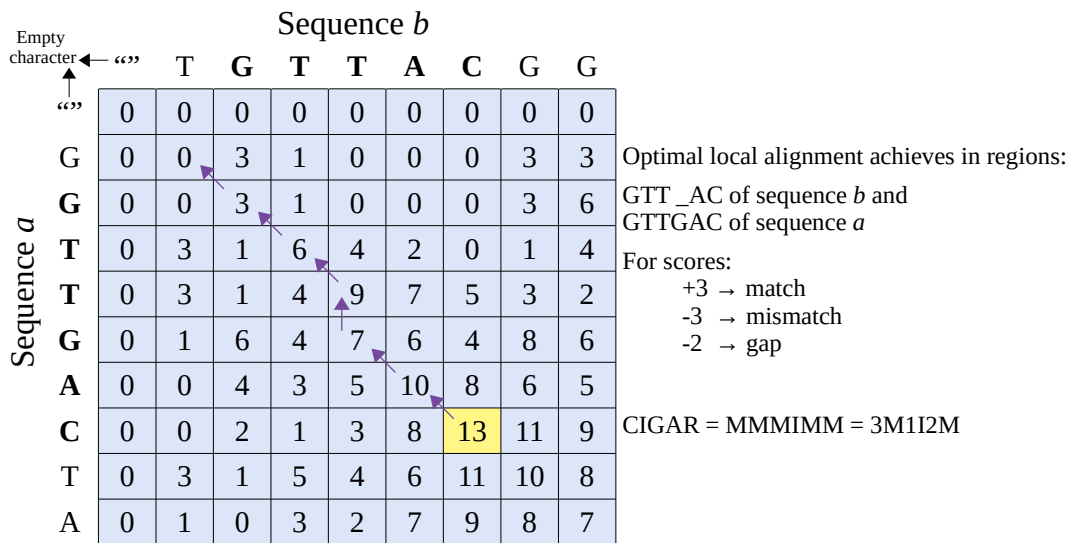 Sequence b
Empty
character
“” T G T T A C G G
“” 0 0 0 0 0 0 0 0 0
G 0 0 3 1 0 0 0 3 3
G 0 0 3 1 0 0 0 3 6
T 0 3 1 6 4 2 0 1 4
T 0 3 1 4 9 7 5 3 2
G 0 1 6 4 7 6 4 8 6
A 0 0 4 3 5 10 8 6 5
C 0 0 2 1 3 8 13 11 9
T 0 3 1 5 4 6 11 10 8
A 0 1 0 3 2 7 9 8 7
Sequence a
Optimal local alignment achieves in regions:
GTT _AC of sequence b and
GTTGAC of sequence a
For scores:
+3 → match
-3 → mismatch
-2 → gap
CIGAR = MMMIMM = 3M1I2M